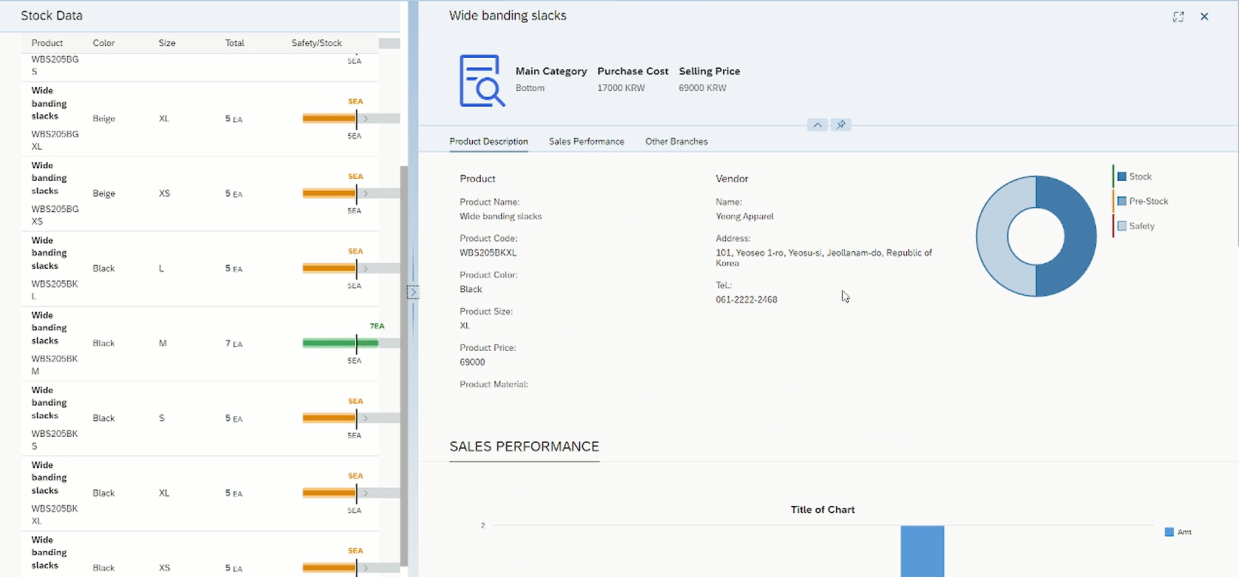 Stock Data
Product Color Size Total Safety/Stock
WBS205BG
S
5EA
Wide
banding
slacks
WBS205BG
XL
Beige XL 5 EA
5EA
5EA
Wide
banding
slacks
WBS205BG
XS
Beige XS 5 EA
5EA
5EA
Wide
banding
slacks
WBS205BK
L
Black L 5 EA
5EA
5EA
Wide
banding
slacks
WBS205BK
M
Black M 7 EA
7EA
5EA
Wide
banding
slacks
WBS205BK
S
Black S 5 EA
5EA
5EA
Wide
banding
slacks
WBS205BK
XL
Black XL 5 EA
5EA
5EA
Wide
banding
slacks
Black XS 5 EA
5EA
Wide banding slacks
Main Category Purchase Cost Selling Price
Bottom 17000 KRW 69000 KRW
Product Description Sales Performance Other Branches
Product
Product Name:
Wide banding slacks
Product Code:
WBS205BKXL
Product Color:
Black
Product Size:
XL
Product Price:
69000
Product Material:
Vendor
Name:
Yeong Apparel
Address:
101, Yeoseo 1-ro, Yeosu-si, Jeollanam-do, Republic of
Korea
Tel.:
061-2222-2468
Stock
Pre-Stock
Safety
SALES PERFORMANCE
Title of Chart
2
Amt